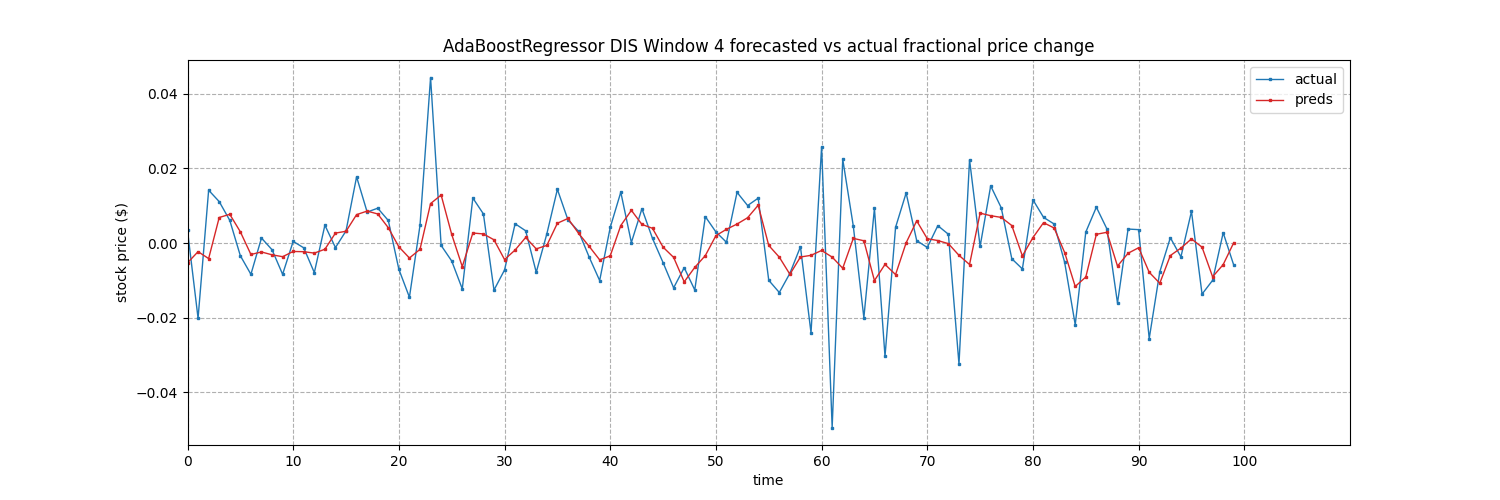 AdaBoostRegressor DIS Window 4 forecasted vs actual fractional price change
actual
preds
0.04
0.02
0.00
−0.02
−0.04
stock price ($)
0 10 20 30 40 50 60 70 80 90 100
time